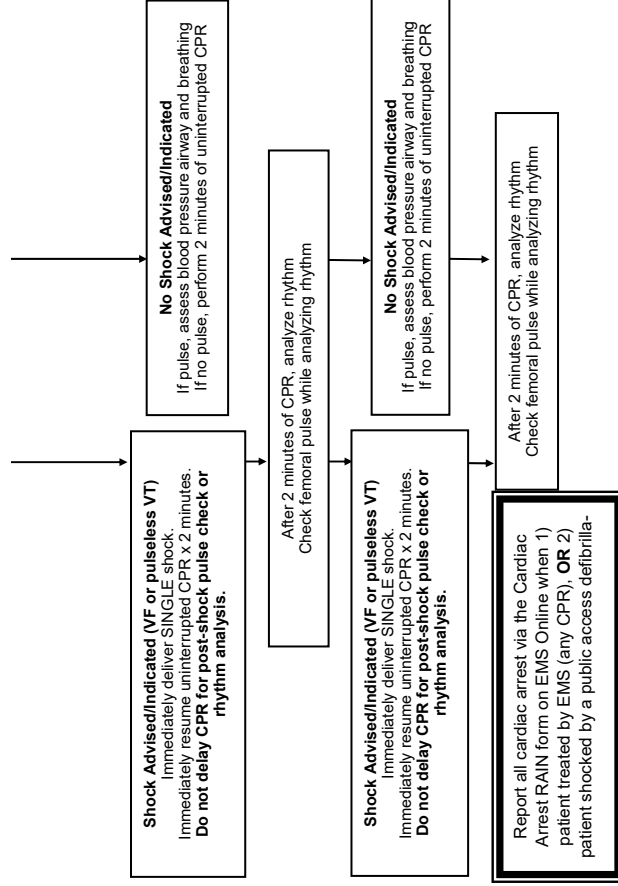 Shock Advised/Indicated (VF or pulseless VT)
Immediately deliver SINGLE shock.
Immediately resume uninterrupted CPR x 2 minutes.
Do not delay CPR for post-shock pulse check or
rhythm analysis.
No Shock Advised/Indicated
If pulse, assess blood pressure airway and breathing
If no pulse, perform 2 minutes of uninterrupted CPR
After 2 minutes of CPR, analyze rhythm
Check femoral pulse while analyzing rhythm
Shock Advised/Indicated (VF or pulseless VT)
Immediately deliver SINGLE shock.
Immediately resume uninterrupted CPR x 2 minutes.
Do not delay CPR for post-shock pulse check or
rhythm analysis.
No Shock Advised/Indicated
If pulse, assess blood pressure airway and breathing
If no pulse, perform 2 minutes of uninterrupted CPR
Report all cardiac arrest via the Cardiac
Arrest RAIN form on EMS Online when 1)
patient treated by EMS (any CPR), OR 2)
patient shocked by a public access defibrilla-
After 2 minutes of CPR, analyze rhythm
Check femoral pulse while analyzing rhythm